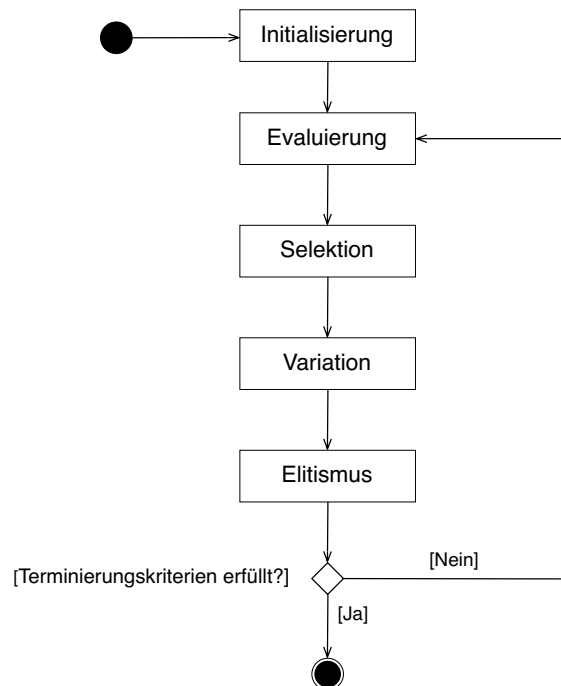 Initialisierung
Evaluierung
Selektion
Variation
Elitismus
[Terminierungskriterien erfüllt?]
[Nein]
[Ja]